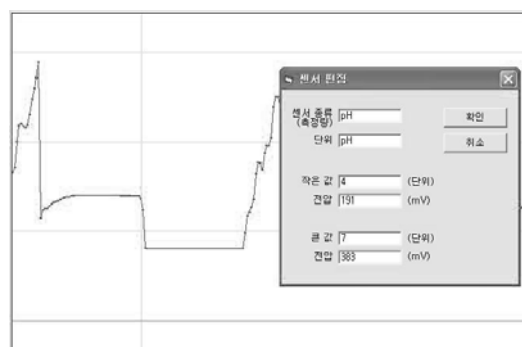 센서 편집
센서 종류 pH 확인
(측정량)
단위 pH 취소
작은 값 4 (단위)
전압 191 (mV)
큰 값 7 (단위)
전압 383 (mV)